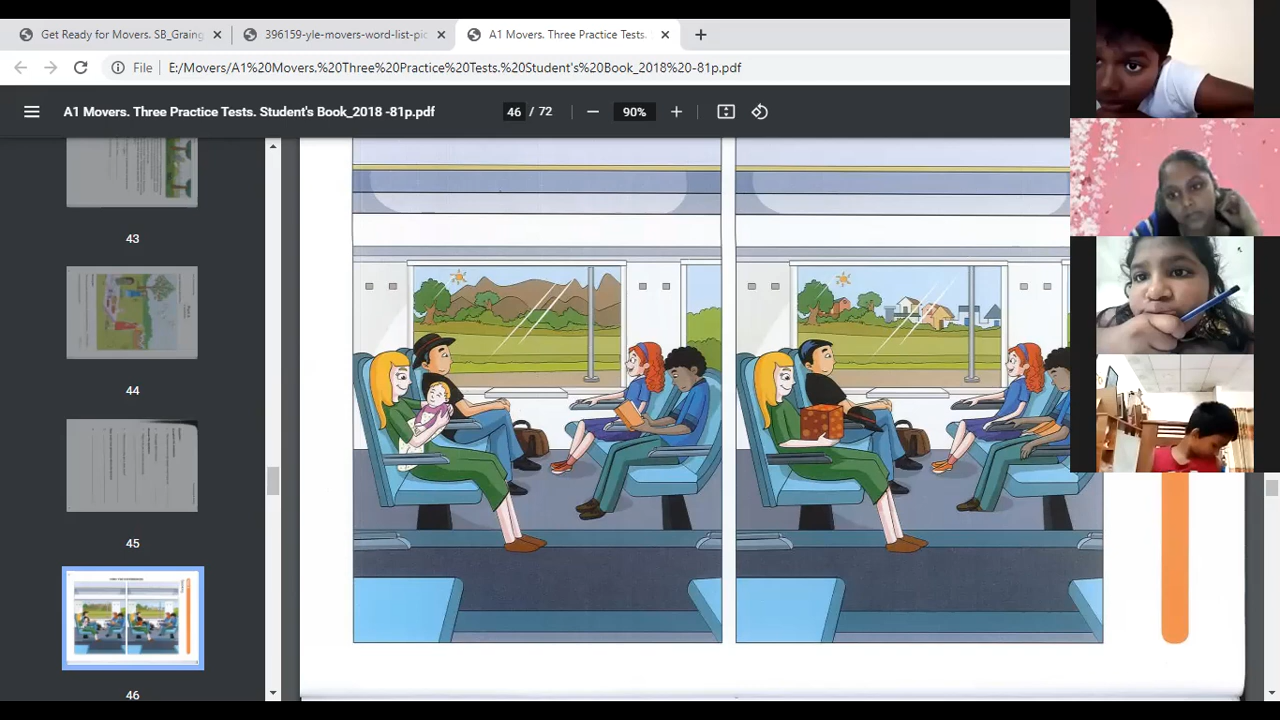 Get Ready for Movers. SB_Graing
396159-yle-movers-word-list-pic
A1 Movers. Three Practice Tests.
File
E:/Movers/A1%20Movers.%20Three%20Practice%20Tests.%20Student's%20Book_2018%20-81p.pdf
A1 Movers. Three Practice Tests. Student's Book_2018 -81p.pdf
46 / 72
90%
43
44
45
46